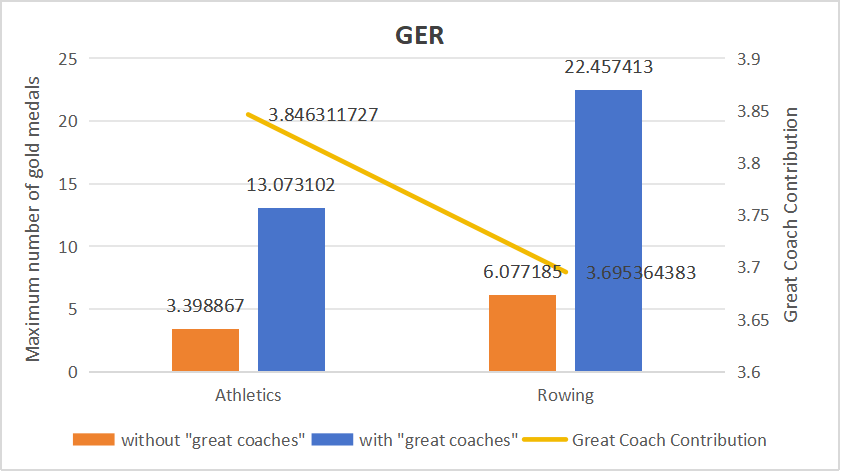 GER
Maximum number of gold medals
25
20
15
10
5
0
3.9
3.85
3.8
3.75
3.7
3.65
3.6
Great Coach Contribution
22.457413
3.846311727
13.073102
6.077185
3.695364383
3.398867
Athletics
Rowing
without "great coaches"
with "great coaches"
Great Coach Contribution